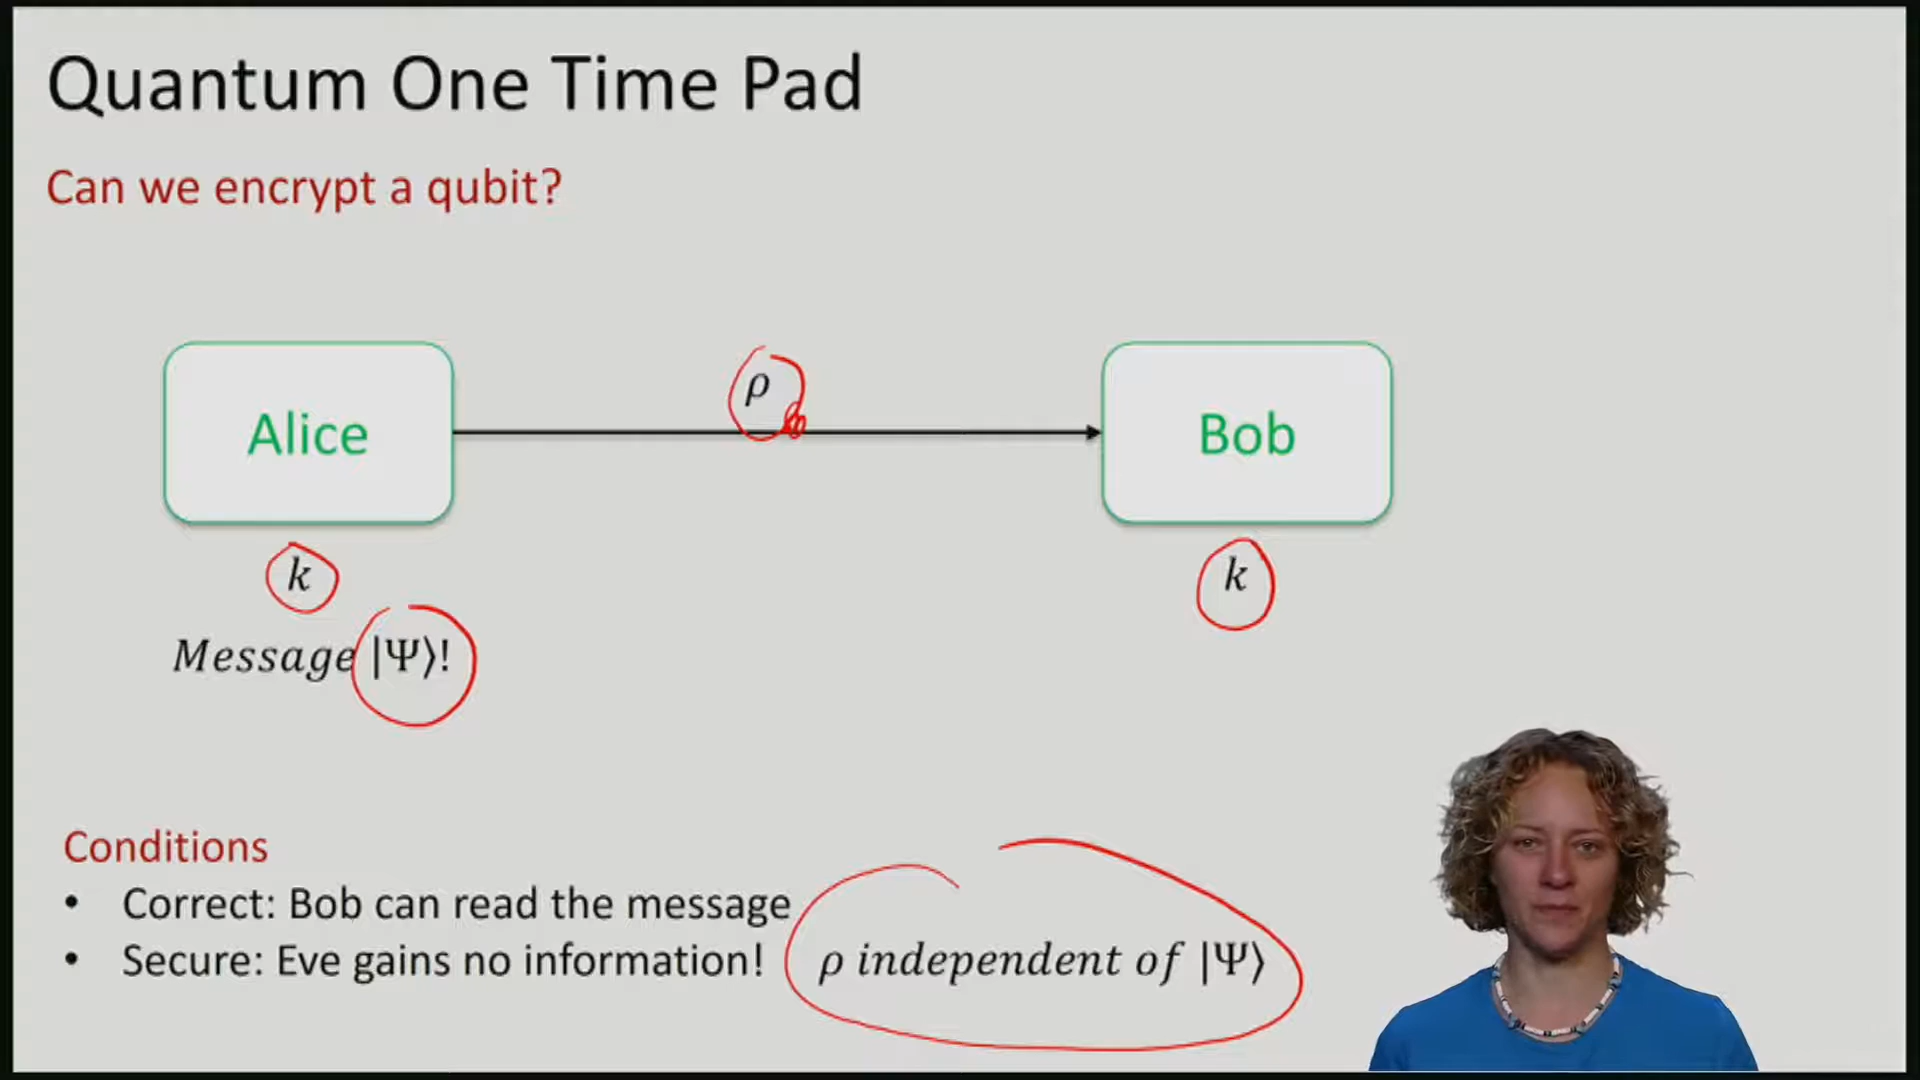 Quantum One Time Pad
Can we encrypt a qubit?
ρ
Alice
Bob
k
k
Message |Ψ⟩!
Conditions
• Correct: Bob can read the message
• Secure: Eve gains no information! ρ independent of |Ψ⟩